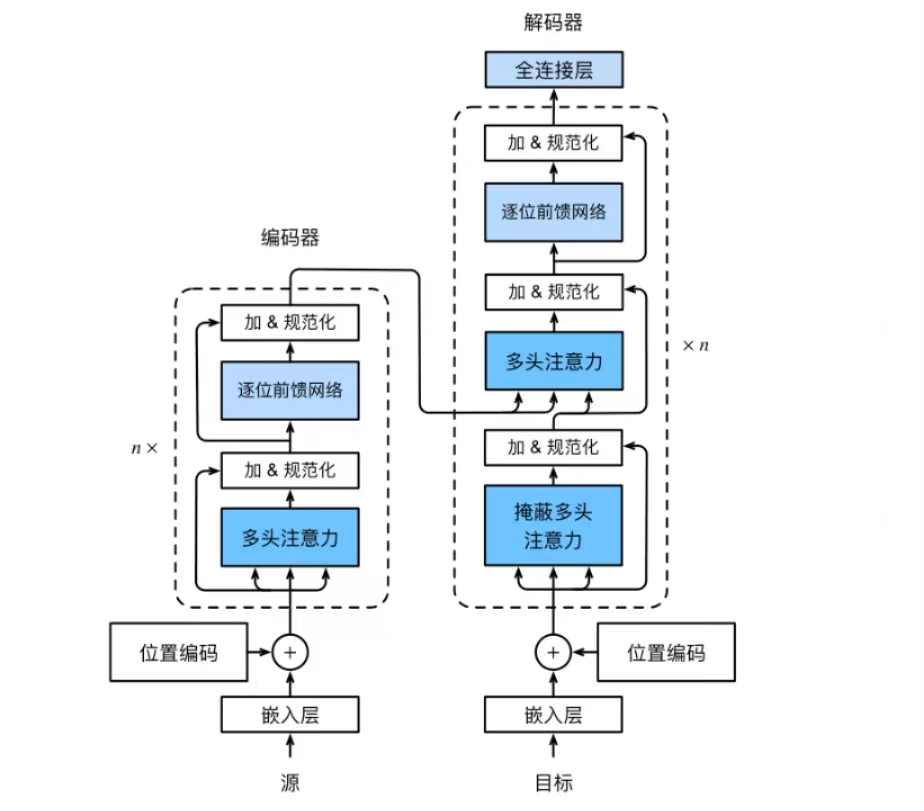 解码器
全连接层
加 & 规范化
逐位前馈网络
加 & 规范化
多头注意力
加 & 规范化
掩蔽多头
注意力
× n
位置编码
+
嵌入层
目标
编码器
加 & 规范化
逐位前馈网络
加 & 规范化
多头注意力
n ×
位置编码
+
嵌入层
源